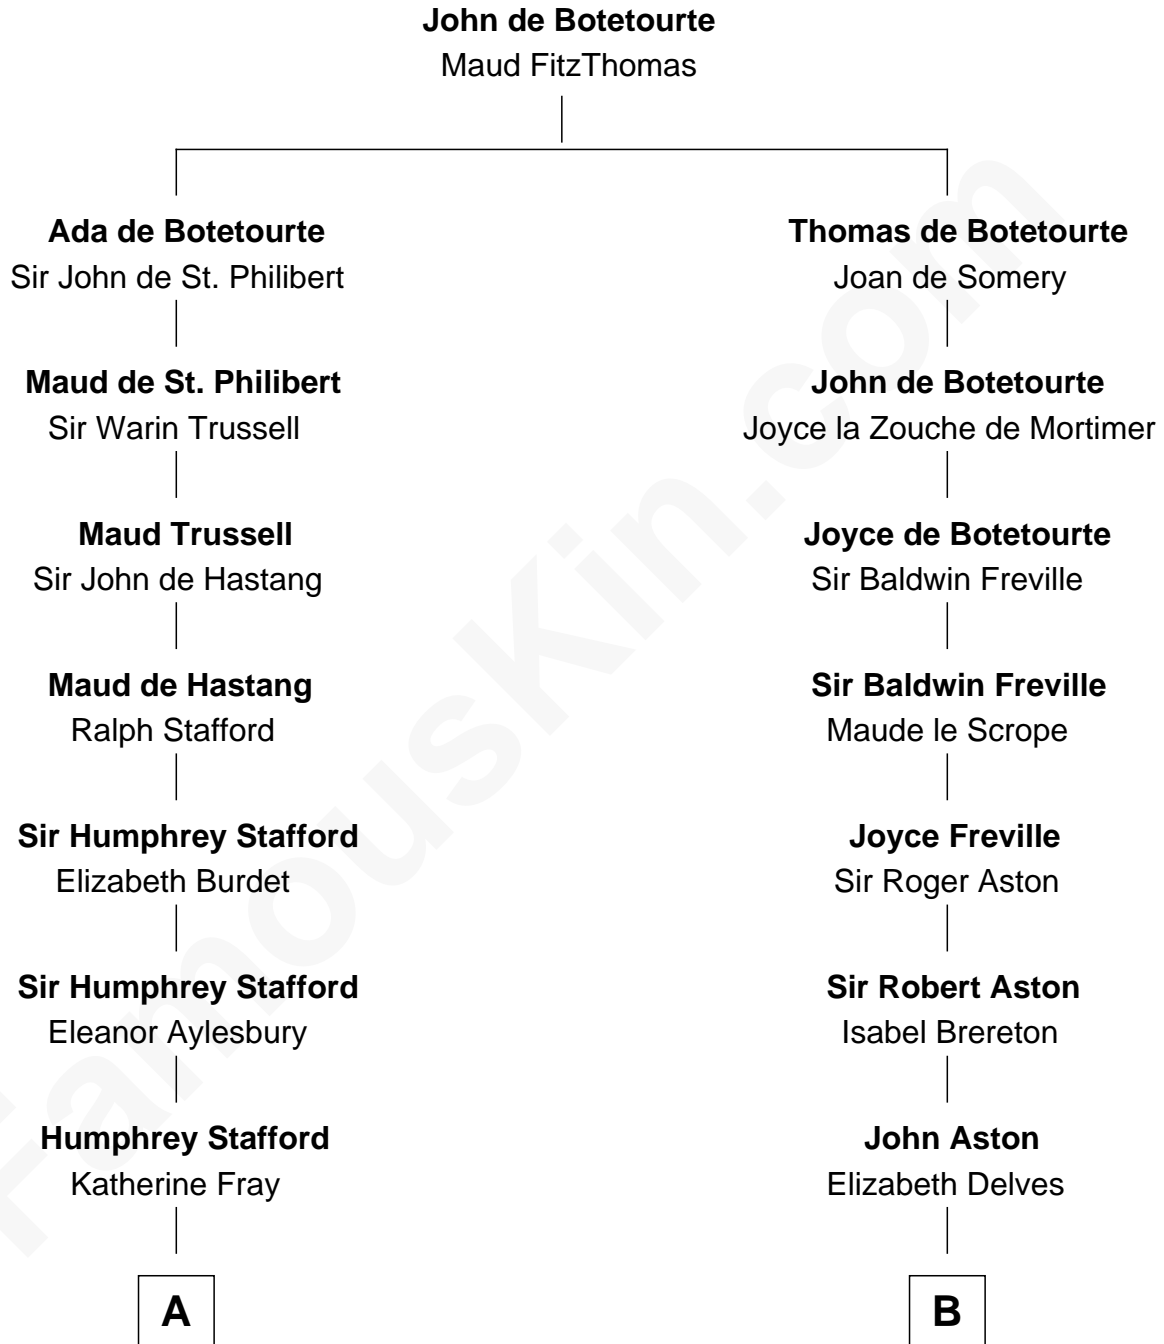 John de Botetourte
Maud FitzThomas
Ada de Botetourte
Sir John de St. Philibert
Thomas de Botetourte
Joan de Somery
Maud de St. Philibert
Sir Warin Trussell
John de Botetourte
Joyce la Zouche de Mortimer
Maud Trussell
Sir John de Hastang
Joyce de Botetourte
Sir Baldwin Freville
Maud de Hastang
Ralph Stafford
Sir Baldwin Freville
Maude le Scrope
Sir Humphrey Stafford
Elizabeth Burdet
Joyce Freville
Sir Roger Aston
Sir Humphrey Stafford
Eleanor Aylesbury
Sir Robert Aston
Isabel Brereton
Humphrey Stafford
Katherine Fray
John Aston
Elizabeth Delves
A
B
FamousKin.com